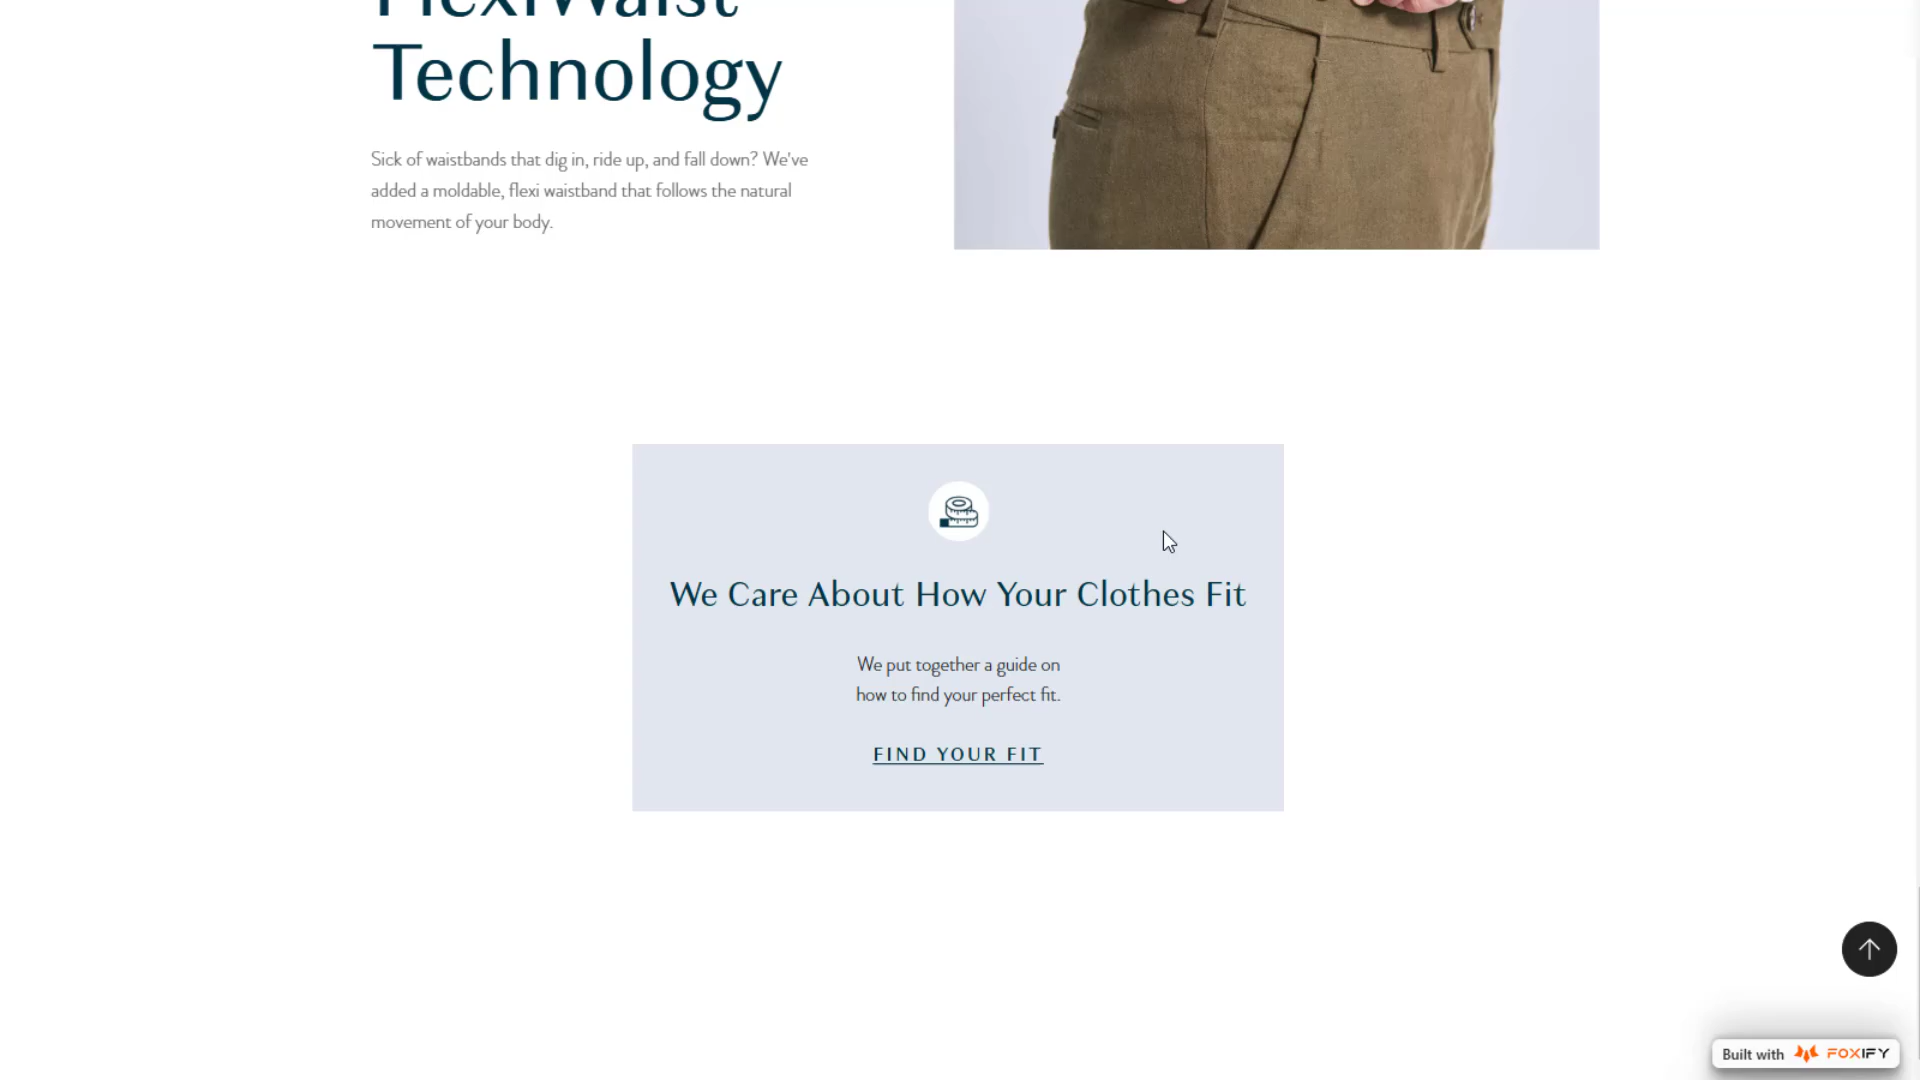 FlexiWaist
Technology
Sick of waistbands that dig in, ride up, and fall down? We've
added a moldable, flexi waistband that follows the natural
movement of your body.
We Care About How Your Clothes Fit
We put together a guide on
how to find your perfect fit.
FIND YOUR FIT
Built with FOXIFY